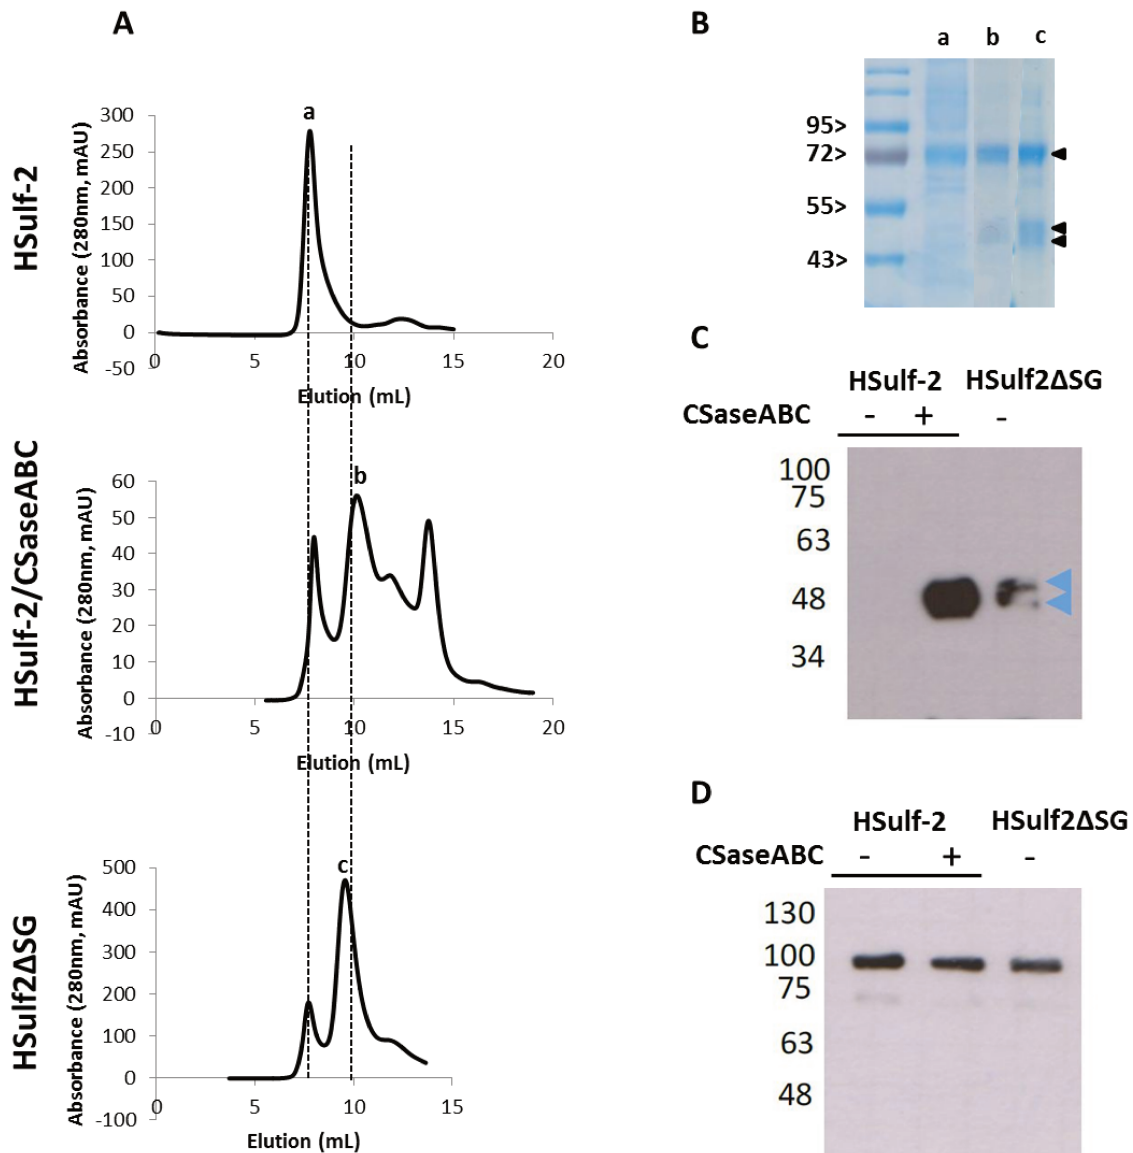 A
HSulf-2
Absorbance (280nm, mAU)
300
250
200
150
100
50
0
-50
a
0 5 10 15 20
Elution (mL)
HSulf-2/CSaseABC
Absorbance (280nm, mAU)
60
50
40
30
20
10
0
-10
b
0 5 10 15 20
Elution (mL)
HSulf2ΔSG
Absorbance (280nm, mAU)
500
400
300
200
100
0
-100
c
0 5 10 15
Elution (mL)
B
a b c
95>
72>
55>
43>
C
HSulf-2 HSulf2ΔSG
CSaseABC - + -
100
75
63
48
34
D
HSulf-2 HSulf2ΔSG
CSaseABC - + -
130
100
75
63
48